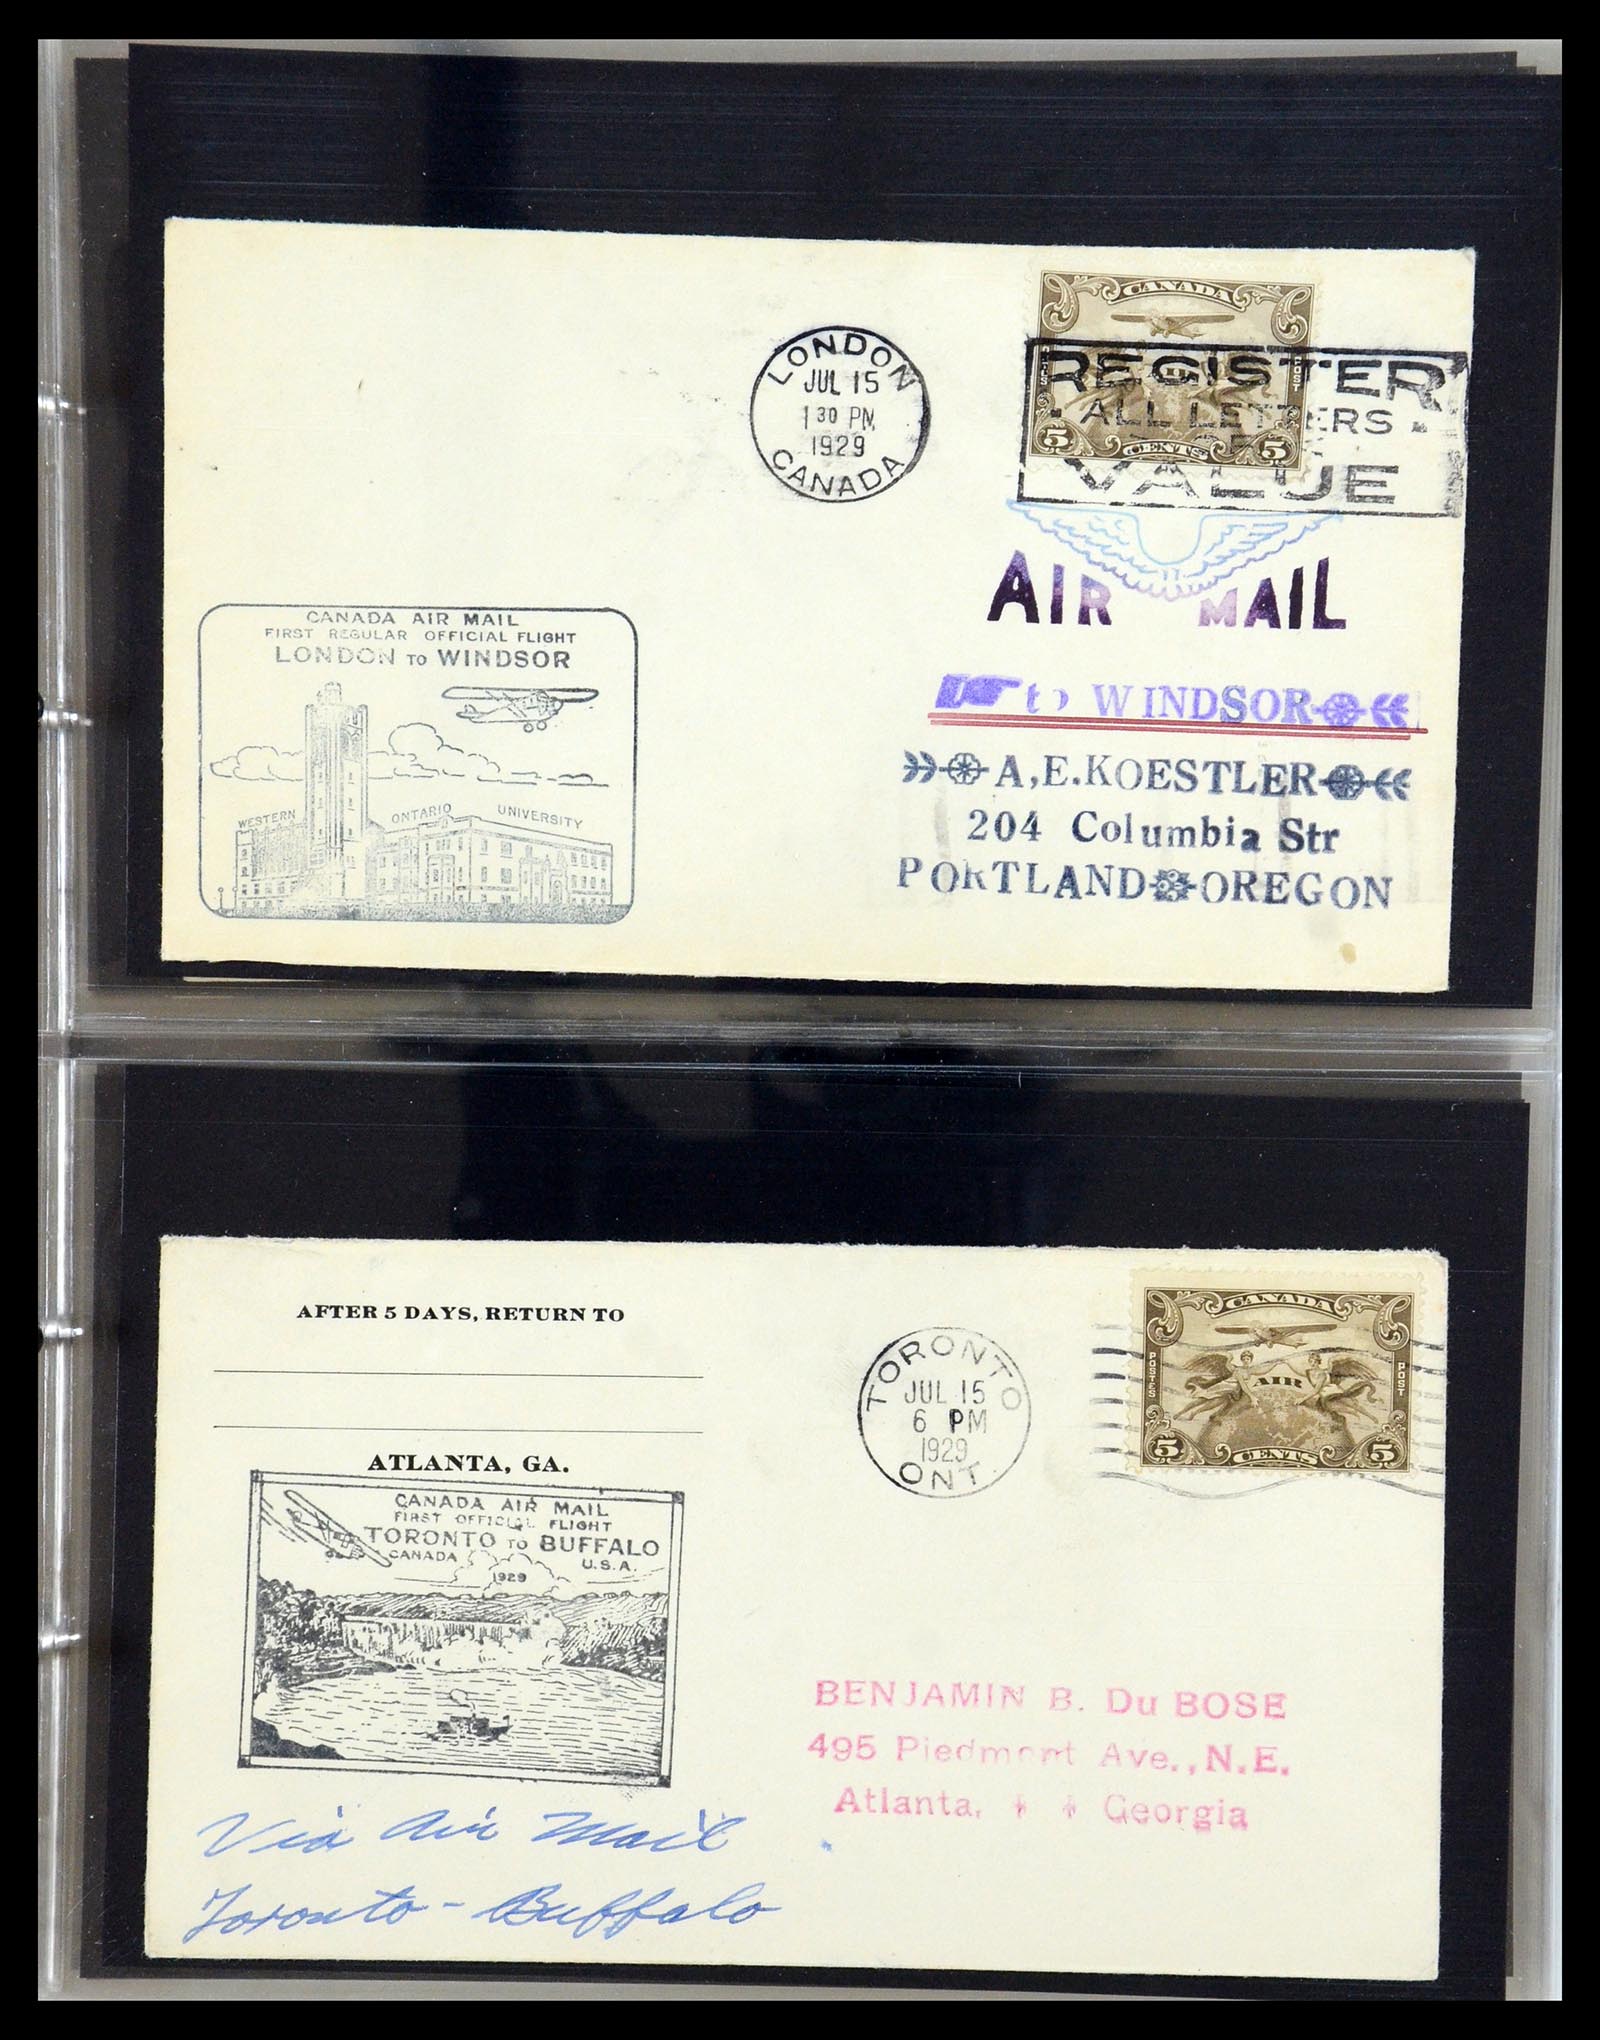 CANADA
LONDON
JUL 15
1 30 PM
1929
CANADA
REGISTER
ALL LETTERS
OF
VALUE
POST
5 CENTS 5
AIR MAIL
CANADA AIR MAIL
FIRST REGULAR OFFICIAL FLIGHT
LONDON TO WINDSOR
WESTERN ONTARIO UNIVERSITY
to WINDSOR
A,E.KOESTLER
204 Columbia Str
PORTLAND OREGON
AFTER 5 DAYS, RETURN TO
ATLANTA, GA.
TORONTO
JUL 15
6 PM
1929
ONT.
CANADA
POSTES AIR POST
5 CENTS 5
CANADA AIR MAIL
FIRST OFFICIAL FLIGHT
TORONTO TO BUFFALO
CANADA U.S.A.
1929
BENJAMIN B. Du BOSE
495 Piedmont Ave., N.E.
Atlanta, Georgia
Via Air Mail
Toronto - Buffalo